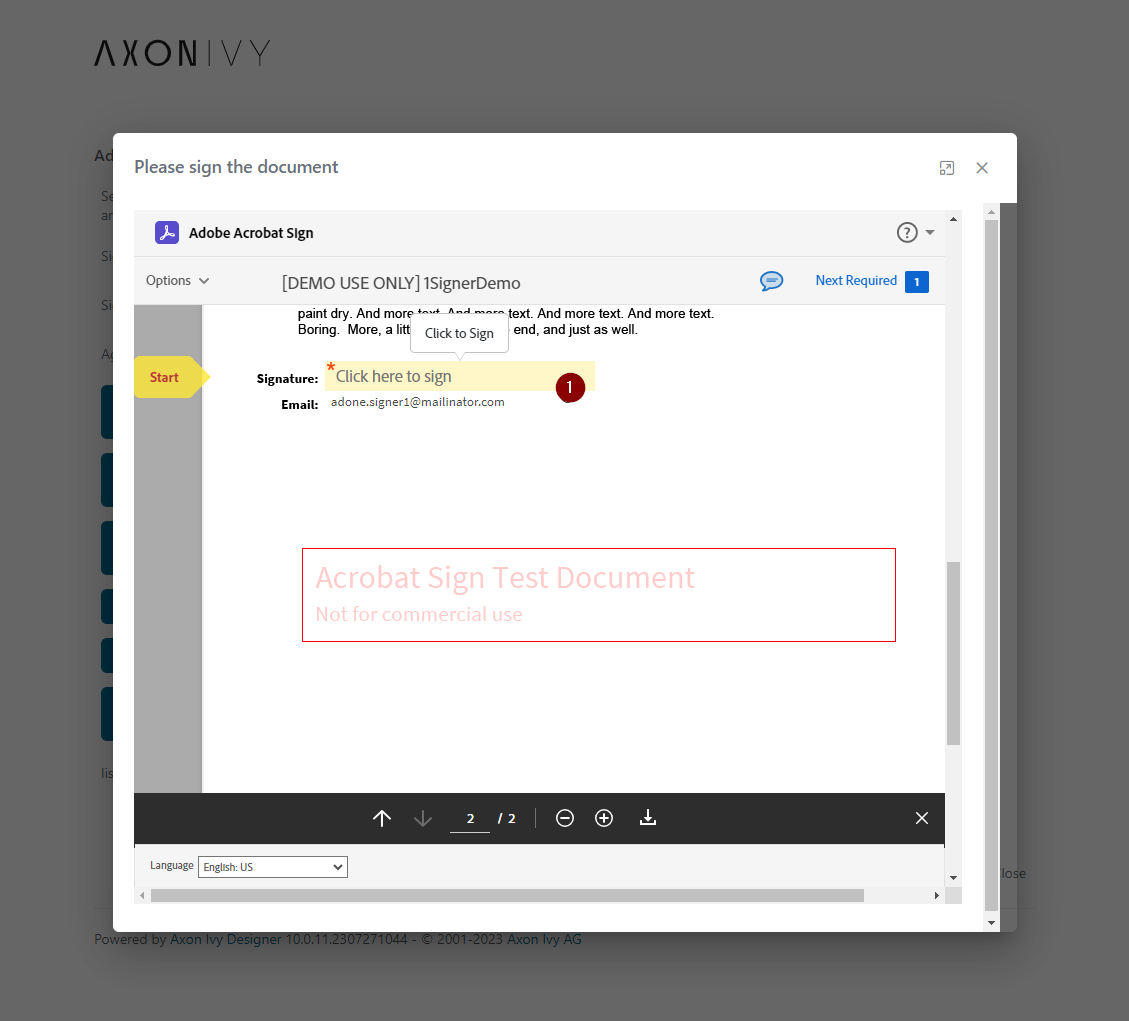 AXONIVY
Ad
Please sign the document
Se
ar
Adobe Acrobat Sign
?
Si
Options
[DEMO USE ONLY] 1SignerDemo
Next Required 1
Si
paint dry. And more text. And more text. And more text. And more text.
Boring. More, a litt end, and just as well.
Click to Sign
Ag
Start
Signature: * Click here to sign
1
Email: adone.signer1@mailinator.com
Acrobat Sign Test Document
Not for commercial use
lis
2 / 2
Language English: US
lose
Powered by Axon Ivy Designer 10.0.11.2307271044 - © 2001-2023 Axon Ivy AG